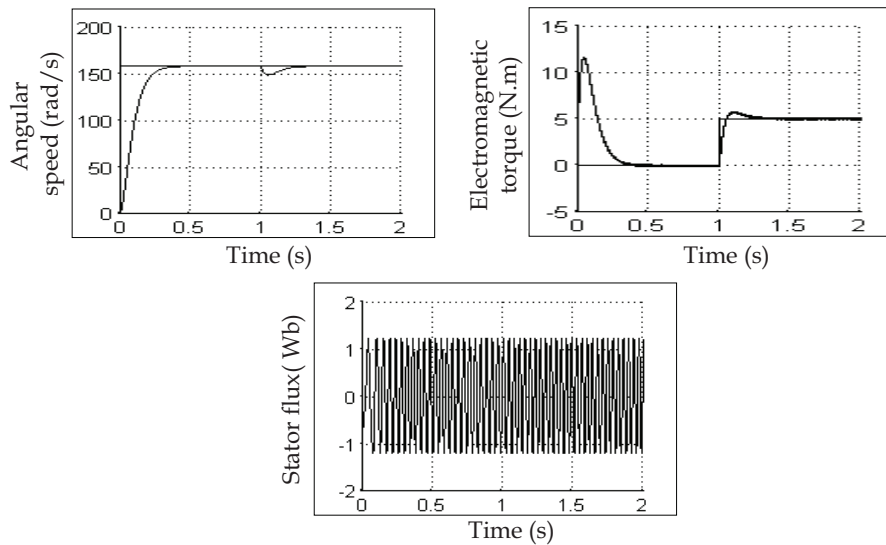 Angular
speed (rad/s)
200
150
100
50
0
0 0.5 1 1.5 2
Time (s)
Electromagnetic
torque (N.m)
15
10
5
0
-5
0 0.5 1 1.5 2
Time (s)
Stator flux( Wb)
2
1
0
-1
-2
0 0.5 1 1.5 2
Time (s)